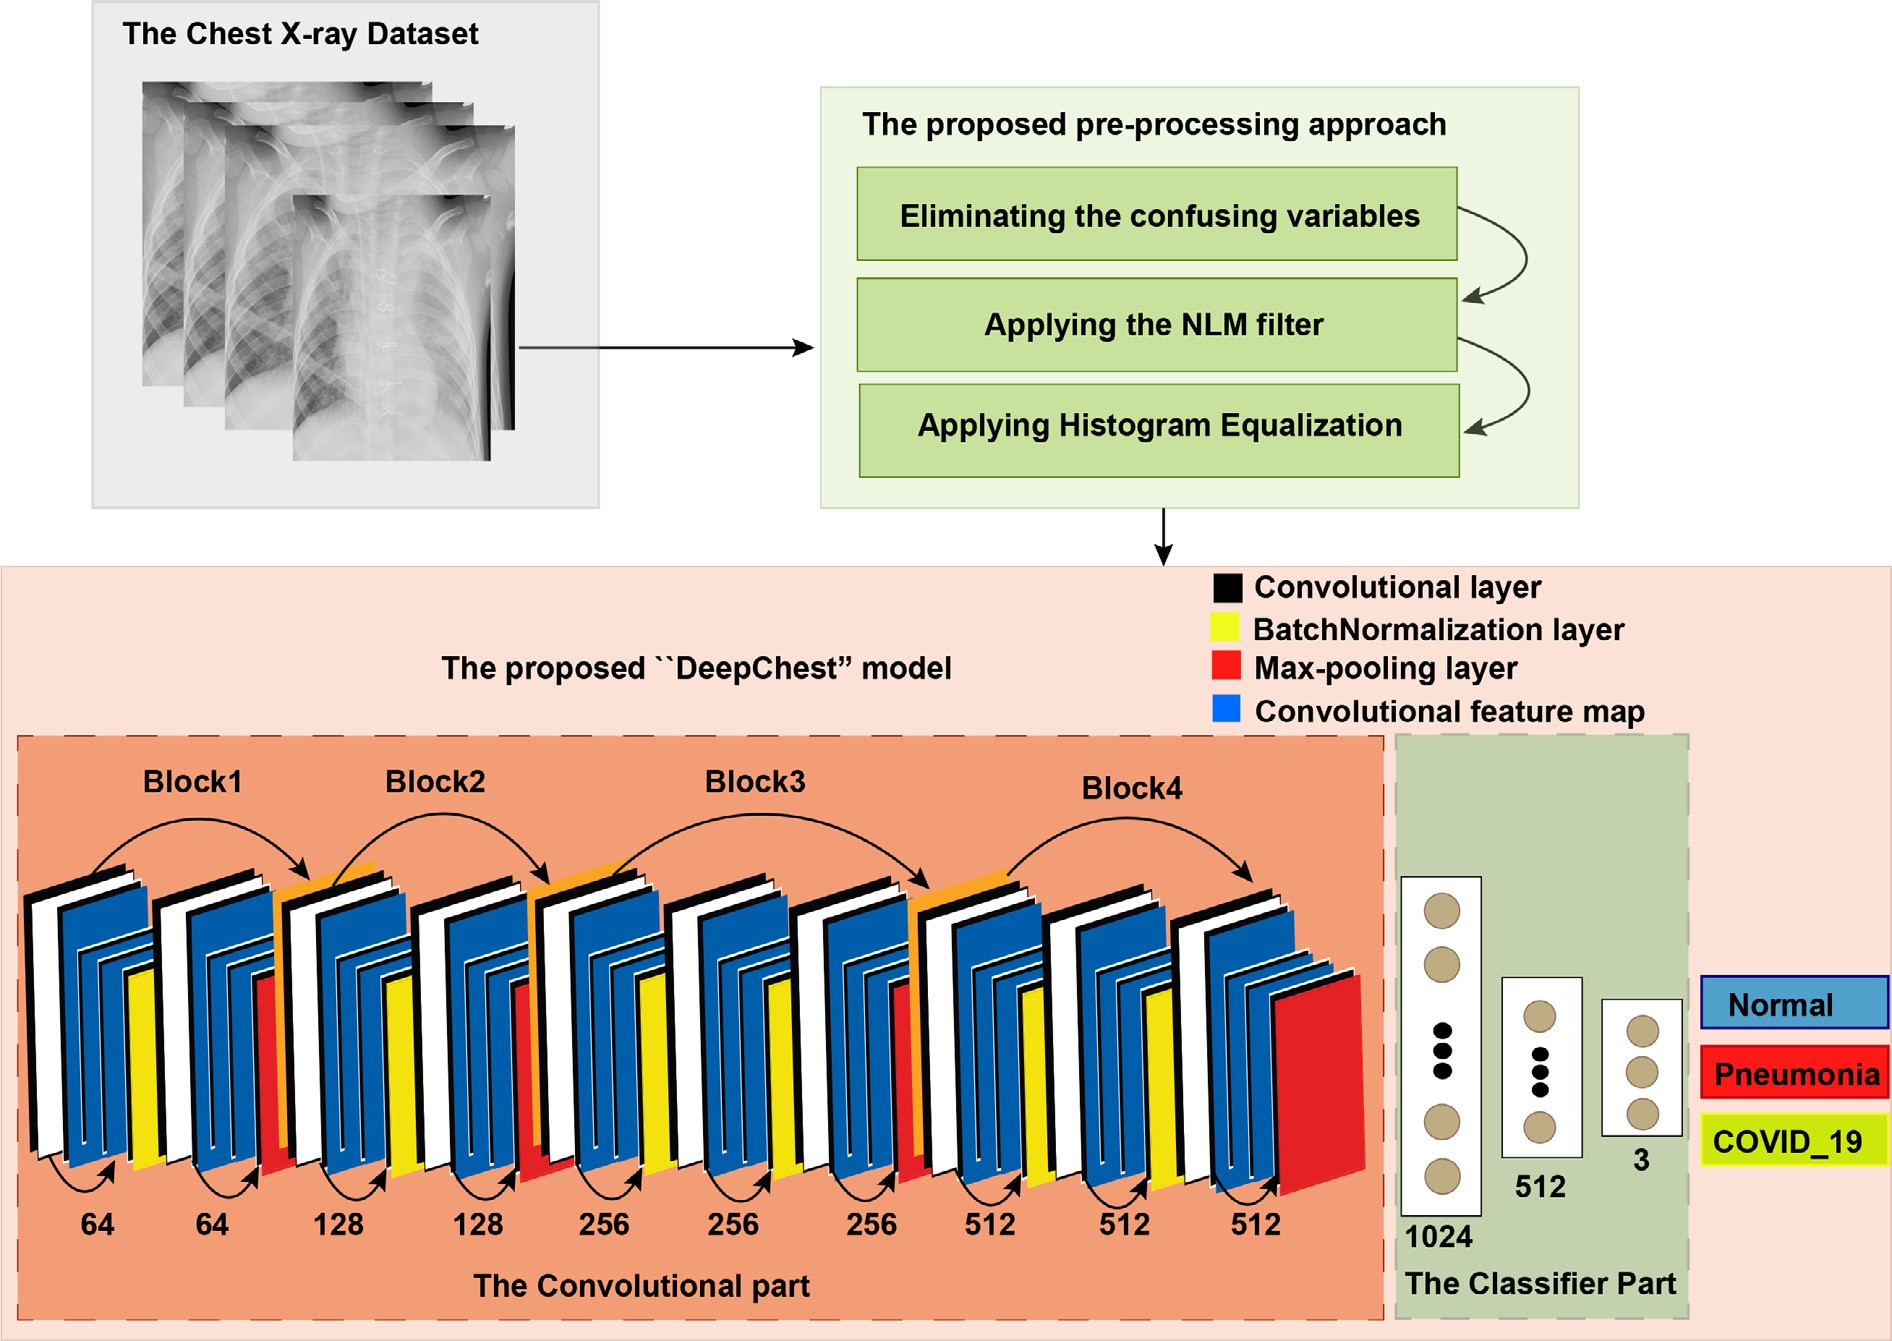 The Chest X-ray Dataset
The proposed pre-processing approach
Eliminating the confusing variables
Applying the NLM filter
Applying Histogram Equalization
Convolutional layer
BatchNormalization layer
Max-pooling layer
Convolutional feature map
The proposed ``DeepChest” model
Block1
Block2
Block3
Block4
64
64
128
128
256
256
256
512
512
512
The Convolutional part
1024
512
3
The Classifier Part
Normal
Pneumonia
COVID_19